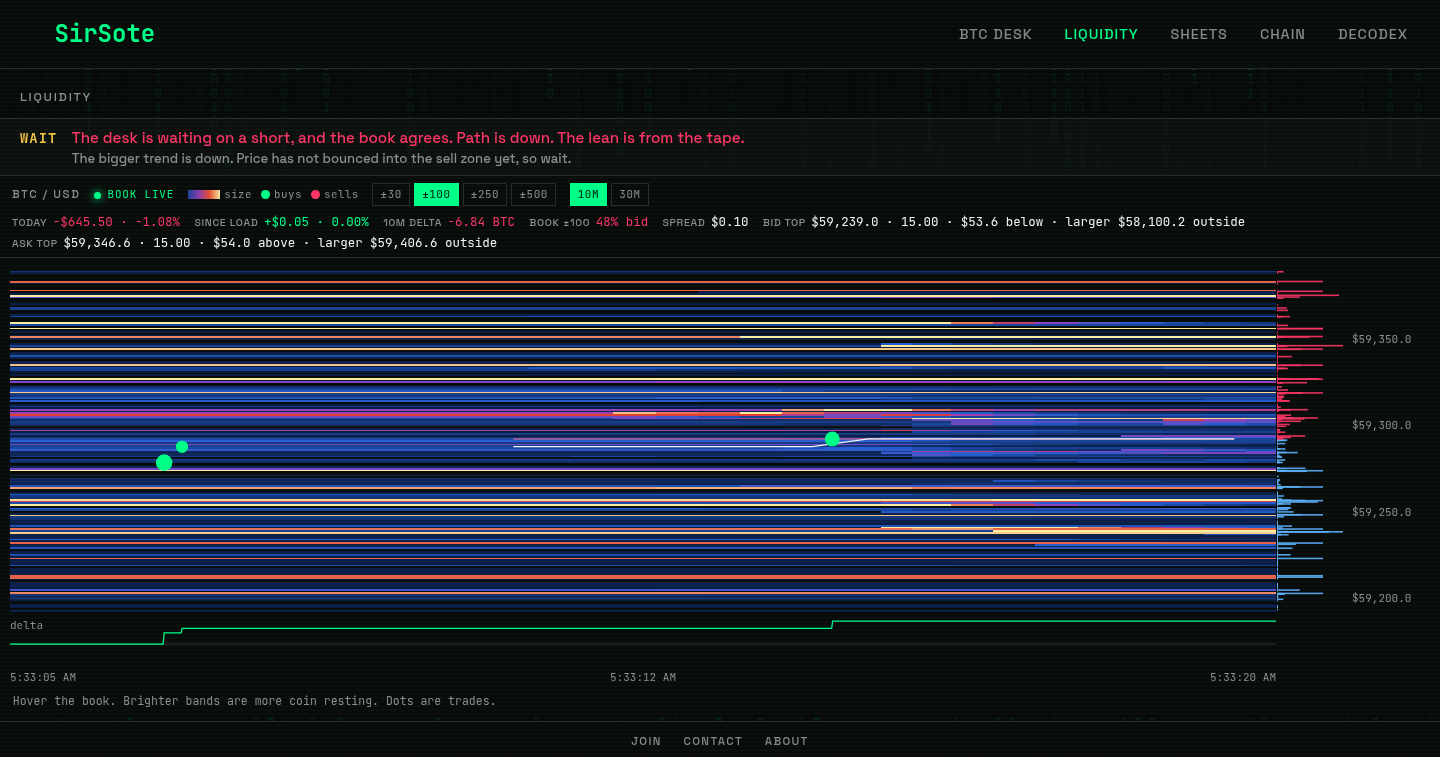 SirSote
BTC DESK LIQUIDITY SHEETS CHAIN DECODEX
LIQUIDITY
WAIT The desk is waiting on a short, and the book agrees. Path is down. The lean is from the tape.
The bigger trend is down. Price has not bounced into the sell zone yet, so wait.
BTC / USD BOOK LIVE size buys sells ±30 ±100 ±250 ±500 10M 30M
TODAY -$645.50 · -1.08% SINCE LOAD +$0.05 · 0.00% 10M DELTA -6.84 BTC BOOK ±100 48% bid SPREAD $0.10 BID TOP $59,239.0 · 15.00 · $53.6 below · larger $58,100.2 outside
ASK TOP $59,346.6 · 15.00 · $54.0 above · larger $59,406.6 outside
$59,350.0
$59,300.0
$59,250.0
$59,200.0
delta
5:33:05 AM 5:33:12 AM 5:33:20 AM
Hover the book. Brighter bands are more coin resting. Dots are trades.
JOIN CONTACT ABOUT